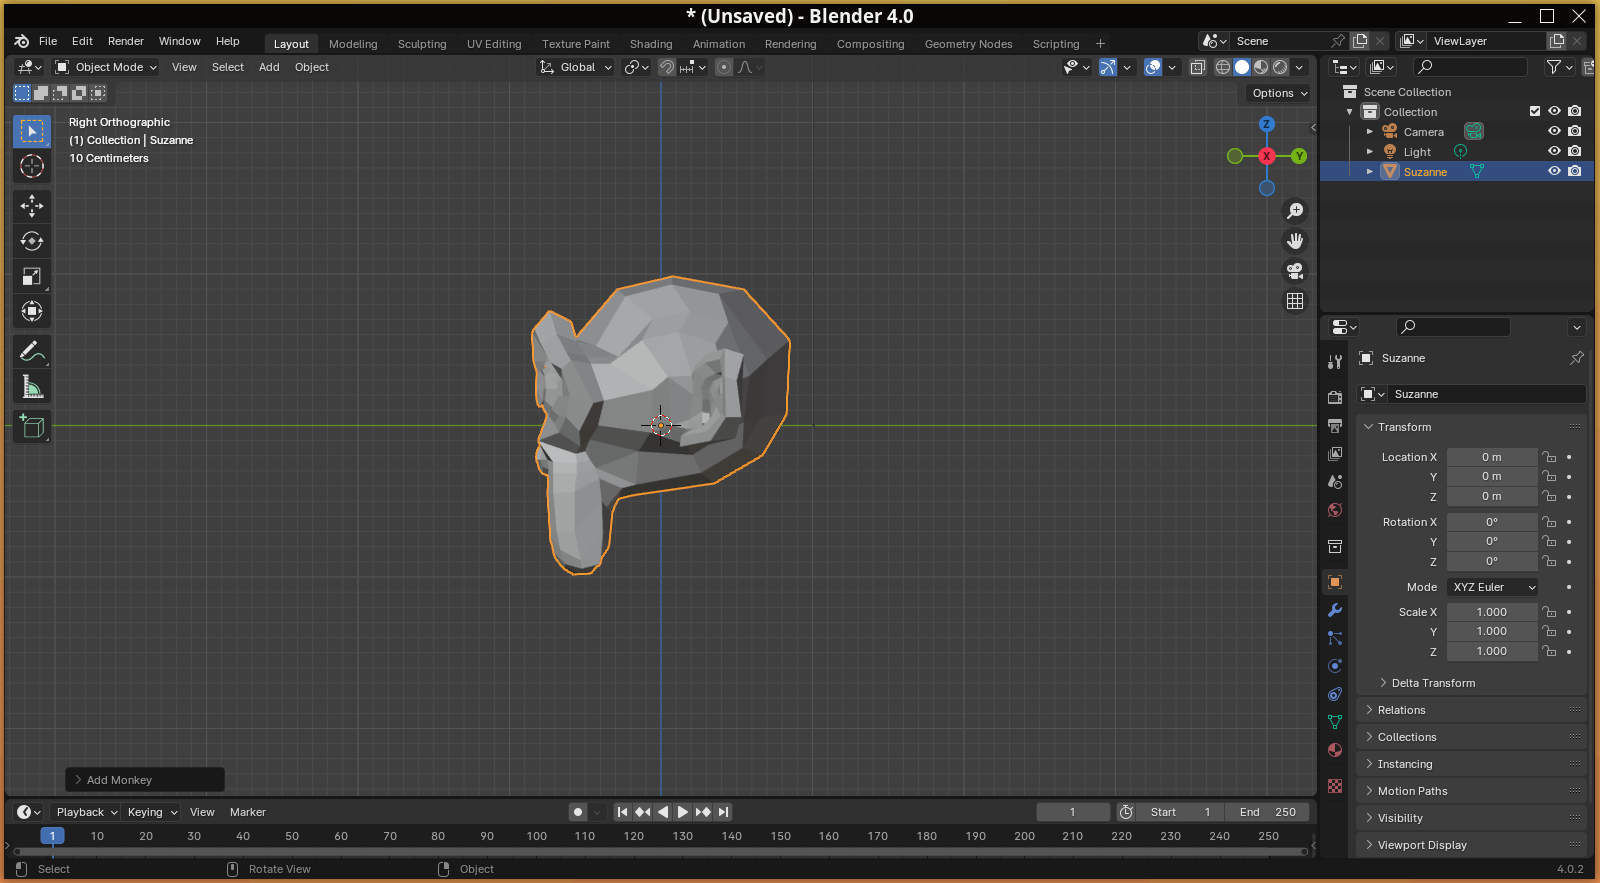 * (Unsaved) - Blender 4.0
File Edit Render Window Help Layout Modeling Sculpting UV Editing Texture Paint Shading Animation Rendering Compositing Geometry Nodes Scripting + Scene ViewLayer
Object Mode View Select Add Object Global
Options
Right Orthographic
(1) Collection | Suzanne
10 Centimeters
Z
X Y
Add Monkey
Scene Collection
Collection
Camera
Light
Suzanne
Suzanne
Suzanne
Transform
Location X 0 m
Y 0 m
Z 0 m
Rotation X 0°
Y 0°
Z 0°
Mode XYZ Euler
Scale X 1.000
Y 1.000
Z 1.000
Delta Transform
Relations
Collections
Instancing
Motion Paths
Visibility
Viewport Display
Playback Keying View Marker 1 Start 1 End 250
1 10 20 30 40 50 60 70 80 90 100 110 120 130 140 150 160 170 180 190 200 210 220 230 240 250
Select Rotate View Object 4.0.2